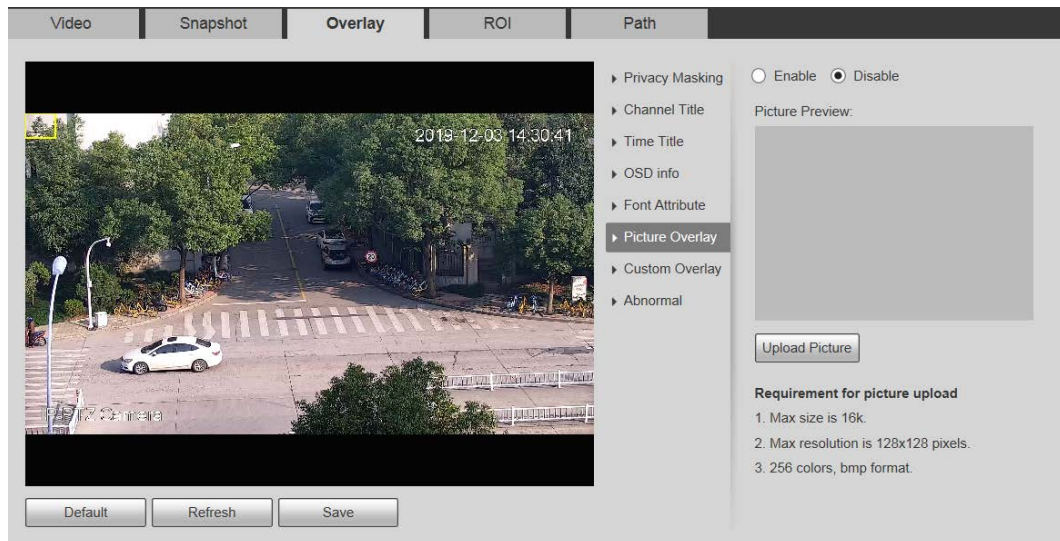 Video Snapshot Overlay ROI Path
2019-12-03 14:30:41
PTZ Camera
Privacy Masking
Channel Title
Time Title
OSD info
Font Attribute
Picture Overlay
Custom Overlay
Abnormal
Enable Disable
Picture Preview:
Upload Picture
Requirement for picture upload
1. Max size is 16k.
2. Max resolution is 128x128 pixels.
3. 256 colors, bmp format.
Default Refresh Save